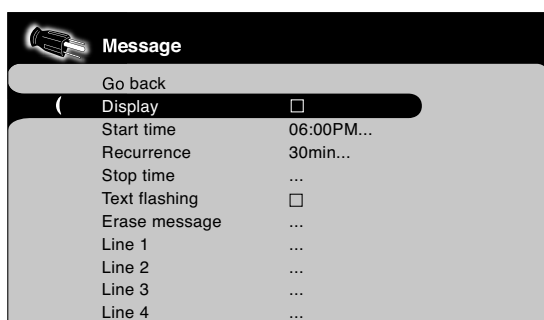 Message
Go back
Display ☐
Start time 06:00PM...
Recurrence 30min...
Stop time ...
Text flashing ☐
Erase message ...
Line 1 ...
Line 2 ...
Line 3 ...
Line 4 ...